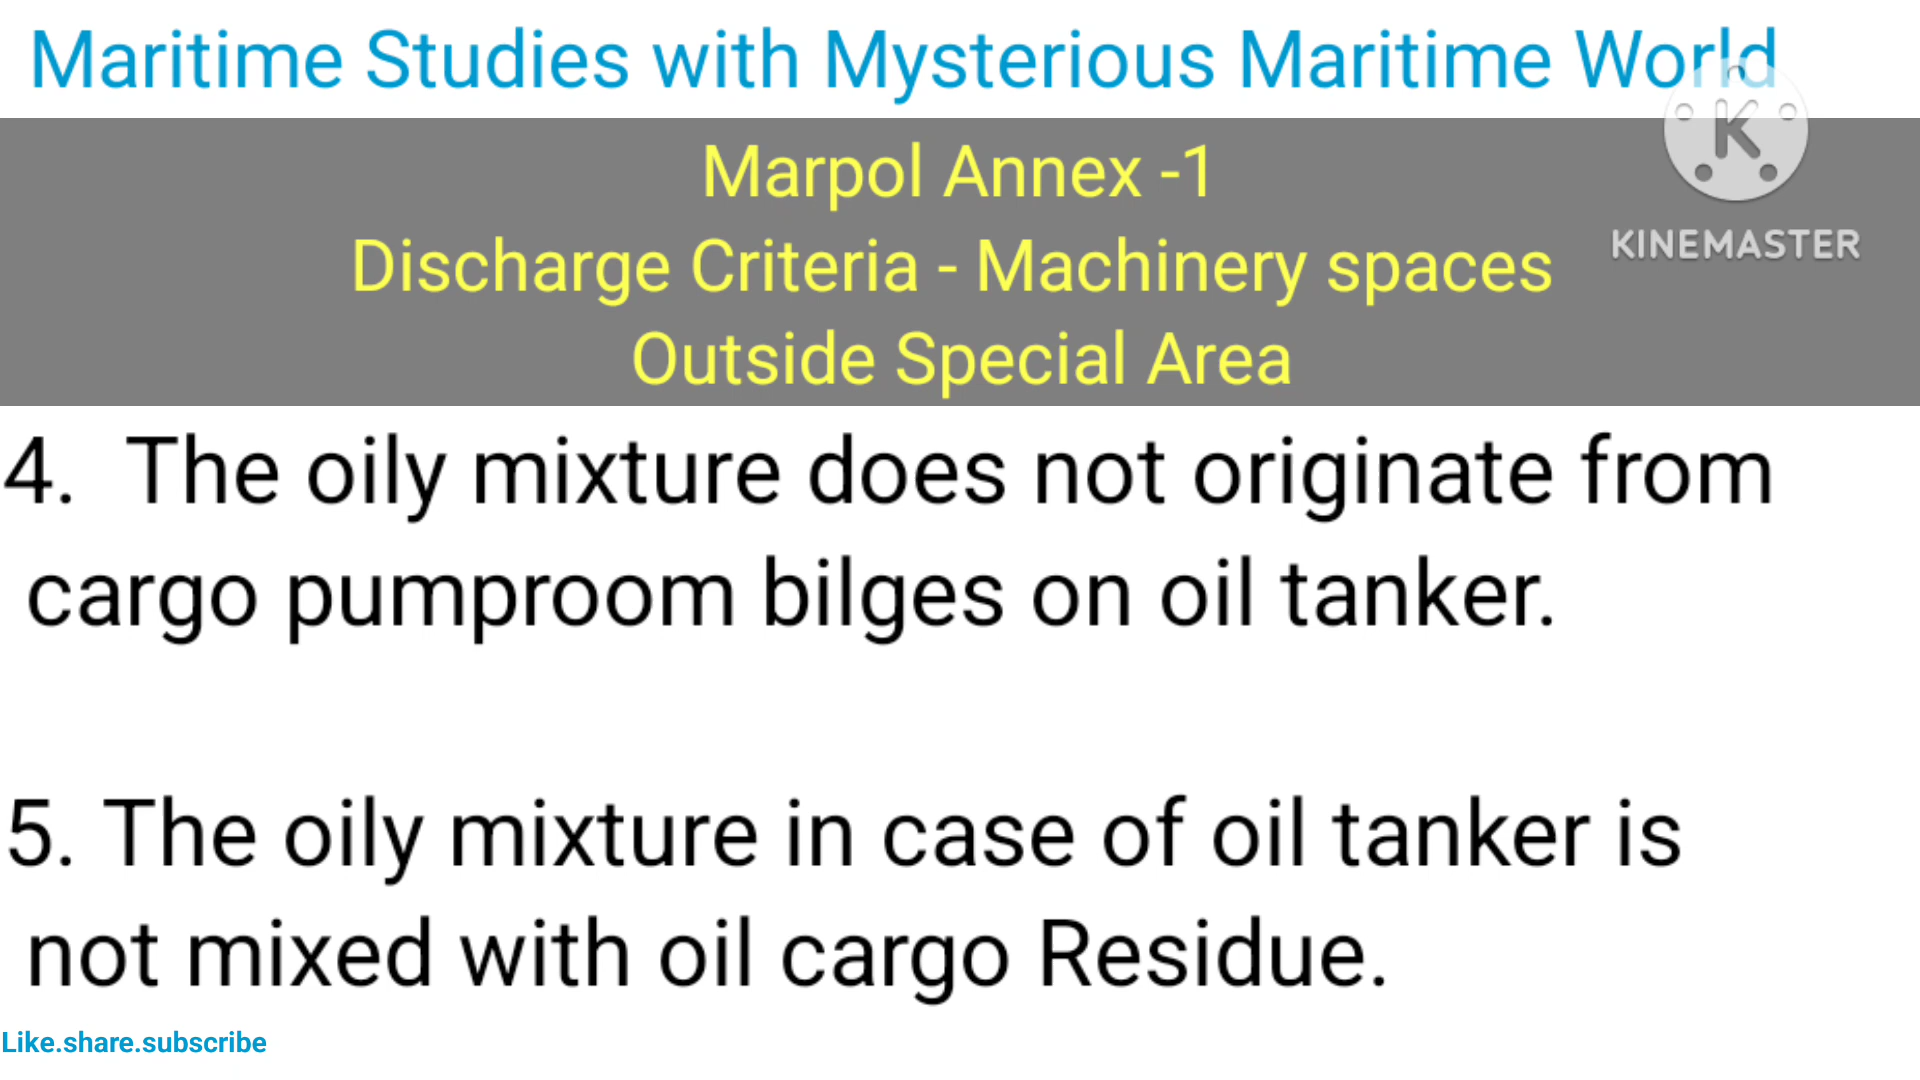 Maritime Studies with Mysterious Maritime World
Marpol Annex -1
Discharge Criteria - Machinery spaces
Outside Special Area
K
KINEMASTER
4. The oily mixture does not originate from
cargo pumproom bilges on oil tanker.
5. The oily mixture in case of oil tanker is
not mixed with oil cargo Residue.
Like.share.subscribe